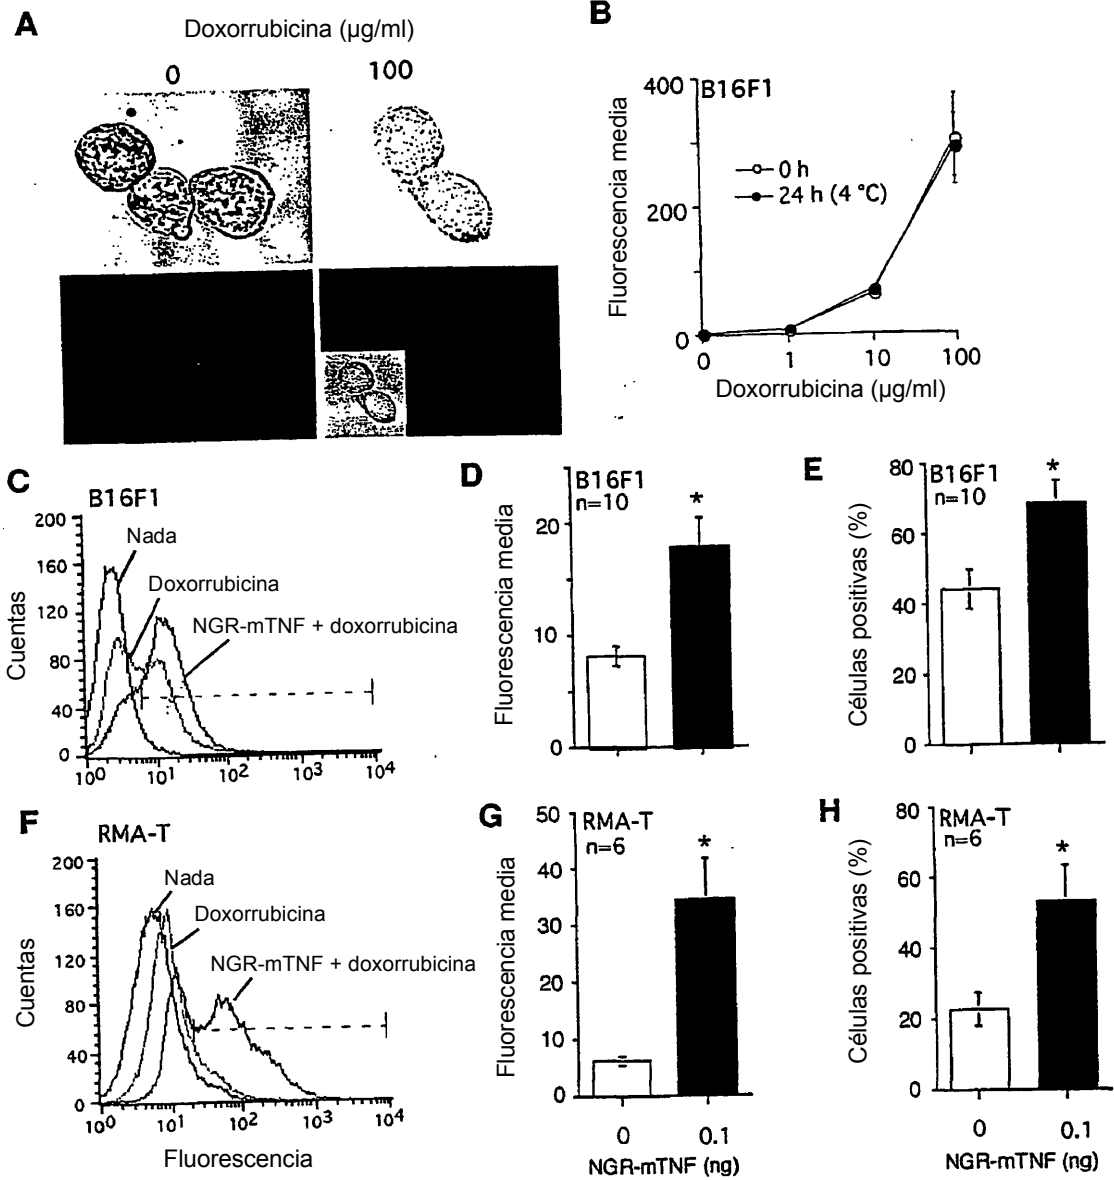 A
Doxorrubicina (µg/ml)
0
100
B
Fluorescencia media
400
200
0
B16F1
0 h
24 h (4 °C)
0
1
10
100
Doxorrubicina (µg/ml)
C
B16F1
Cuentas
200
160
120
80
40
0
Nada
Doxorrubicina
NGR-mTNF + doxorrubicina
10⁰
10¹
10²
10³
10⁴
D
B16F1
n=10
*
Fluorescencia media
20
10
0
E
B16F1
n=10
*
Células positivas (%)
80
60
40
20
0
F
RMA-T
Cuentas
200
160
120
80
40
0
Nada
Doxorrubicina
NGR-mTNF + doxorrubicina
10⁰
10¹
10²
10³
10⁴
Fluorescencia
G
RMA-T
n=6
*
Fluorescencia media
50
40
30
20
10
0
0
0.1
NGR-mTNF (ng)
H
RMA-T
n=6
*
Células positivas (%)
80
60
40
20
0
0
0.1
NGR-mTNF (ng)